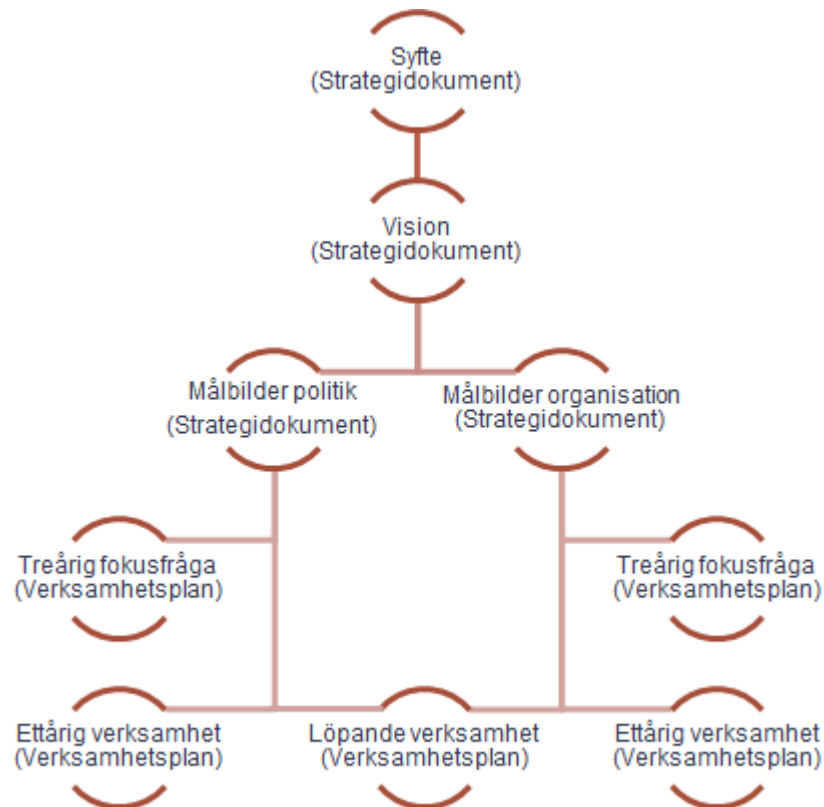 Syfte
(Strategidokument)
Vision
(Strategidokument)
Målbilder politik
(Strategidokument)
Målbilder organisation
(Strategidokument)
Treårig fokusfråga
(Verksamhetsplan)
Treårig fokusfråga
(Verksamhetsplan)
Ettårig verksamhet
(Verksamhetsplan)
Löpande verksamhet
(Verksamhetsplan)
Ettårig verksamhet
(Verksamhetsplan)